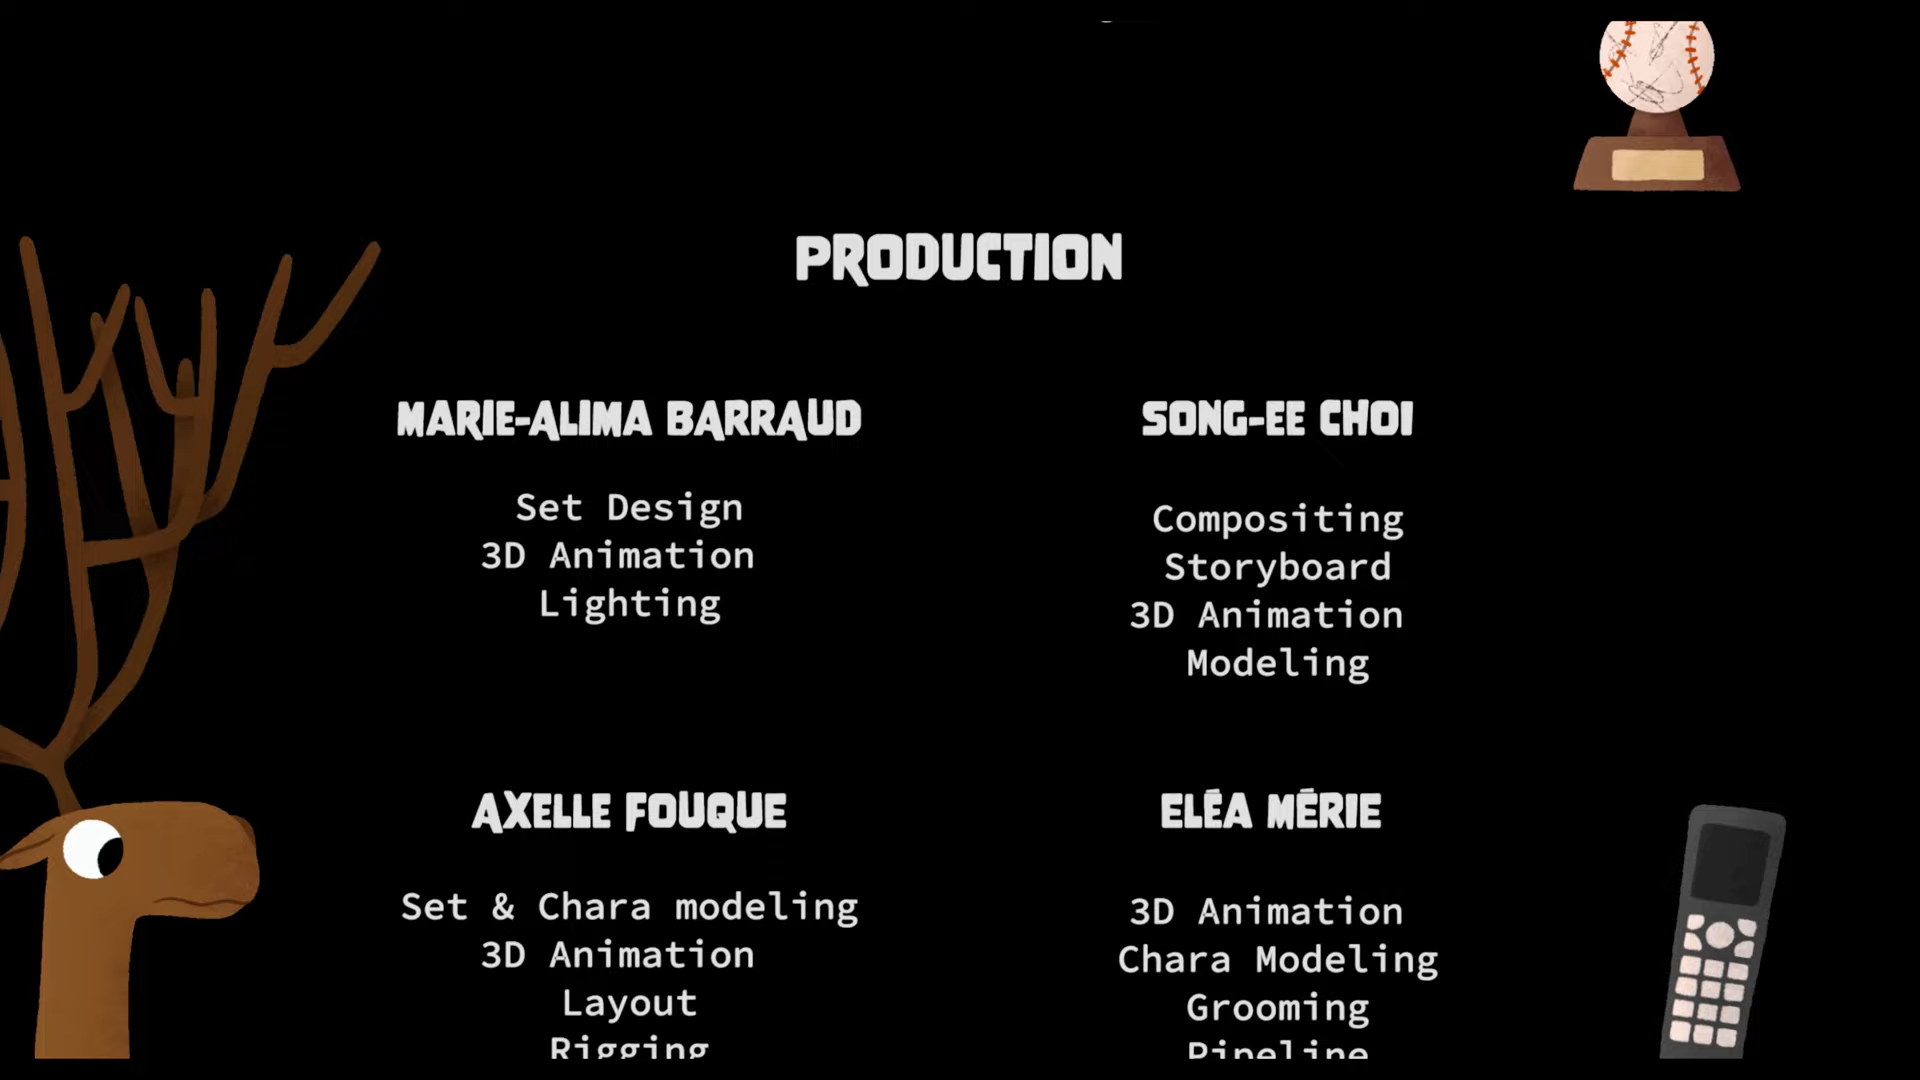 PRODUCTION
MARIE-ALIMA BARRAUD
Set Design
3D Animation
Lighting
SONG-EE CHOI
Compositing
Storyboard
3D Animation
Modeling
AXELLE FOUQUE
Set & Chara modeling
3D Animation
Layout
Rigging
ELÉA MÉRIE
3D Animation
Chara Modeling
Grooming
Pipeline